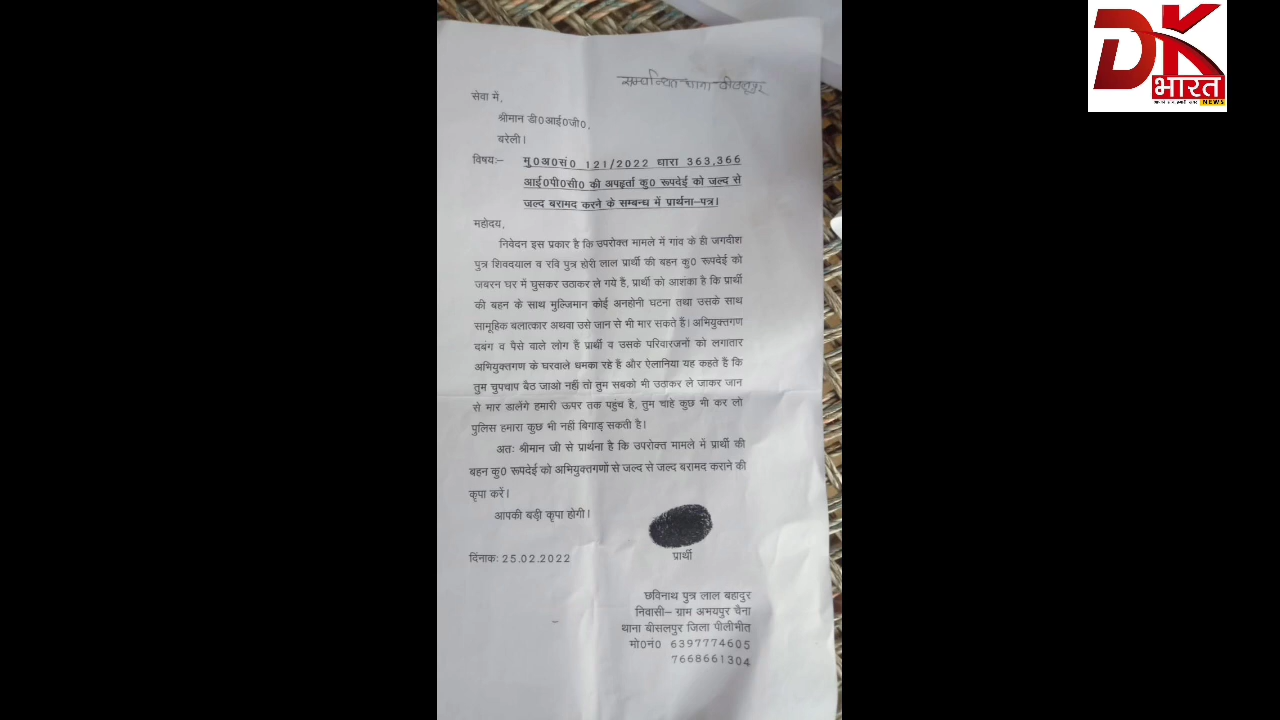 DK
भारत
NEWS
सम्बन्धित थाना बीसलपुर
सेवा में,
श्रीमान डी0आई0जी0,
बरेली।
विषयः– मु0अ0सं0 121/2022 धारा 363,366
आई0पी0सी0 की अपहृर्ता कु0 रूपदेई को जल्द से
जल्द बरामद करने के सम्बन्ध में प्रार्थना–पत्र।
महोदय,
निवेदन इस प्रकार है कि उपरोक्त मामले में गांव के ही जगदीश
पुत्र शिवदयाल व रवि पुत्र होरी लाल प्रार्थी की बहन कु0 रूपदेई को
जबरन घर में घुसकर उठाकर ले गये हैं, प्रार्थी को आशंका है कि प्रार्थी
की बहन के साथ मुल्जिमान कोई अनहोनी घटना तथा उसके साथ
सामूहिक बलात्कार अथवा उसे जान से भी मार सकते हैं। अभियुक्तगण
दबंग व पैसे वाले लोग हैं प्रार्थी व उसके परिवारजनों को लगातार
अभियुक्तगण के घरवाले धमका रहे हैं और ऐलानिया यह कहते हैं कि
तुम चुपचाप बैठ जाओ नहीं तो तुम सबको भी उठाकर ले जाकर जान
से मार डालेंगे हमारी ऊपर तक पहुंच है, तुम चाहे कुछ भी कर लो
पुलिस हमारा कुछ भी नहीं बिगाड़ सकती है।
अतः श्रीमान जी से प्रार्थना है कि उपरोक्त मामले में प्रार्थी की
बहन कु0 रूपदेई को अभियुक्तगणों से जल्द से जल्द बरामद कराने की
कृपा करें।
आपकी बड़ी कृपा होगी।
दिंनाकः 25.02.2022
प्रार्थी
छविनाथ पुत्र लाल बहादुर
निवासी– ग्राम अभयपुर चैना
थाना बीसलपुर जिला पीलीभीत
मो0नं0 6397774605
7668661304